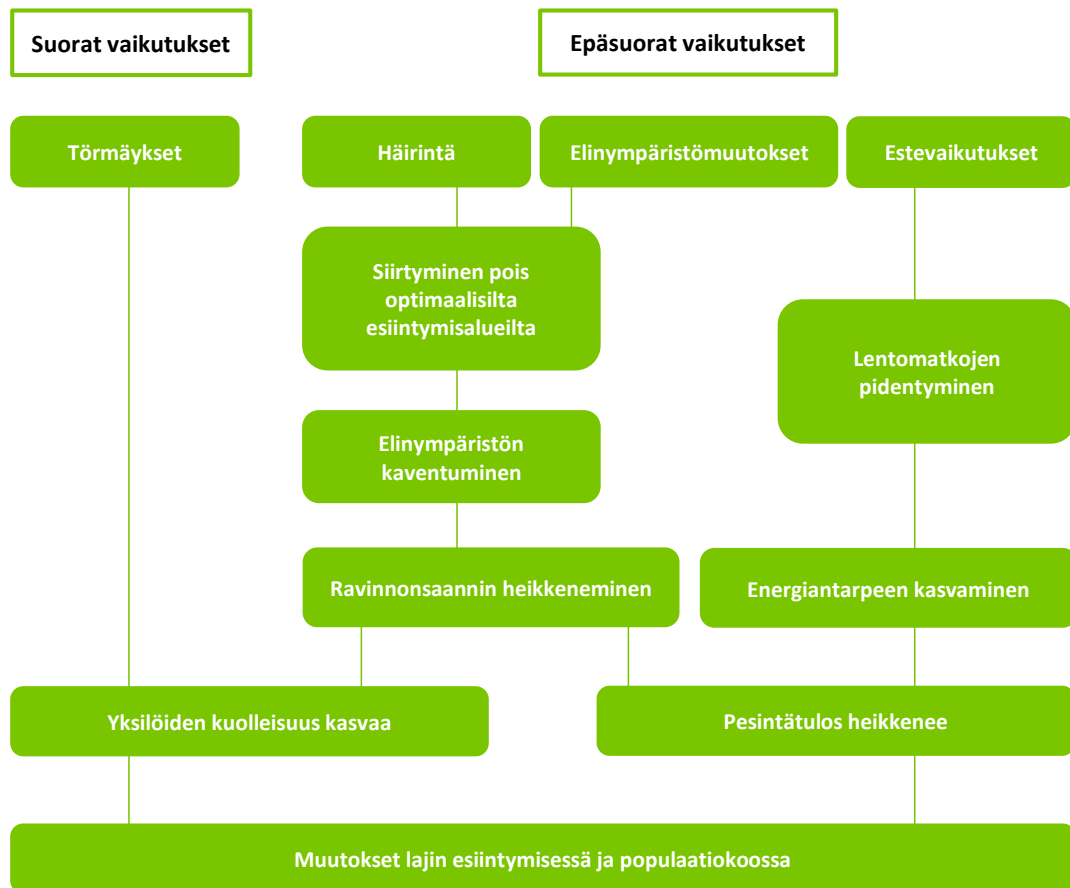 Suorat vaikutukset
Epäsuorat vaikutukset
Törmäykset
Häirintä
Elinympäristömuutokset
Estevaikutukset
Siirtyminen pois
optimaalisilta
esiintymisalueilta
Lentomatkojen
pidentyminen
Elinympäristön
kaventuminen
Ravinnonsaannin heikkeneminen
Energiantarpeen kasvaminen
Yksilöiden kuolleisuus kasvaa
Pesintätulos heikkenee
Muutokset lajin esiintymisessä ja populaatiokoossa